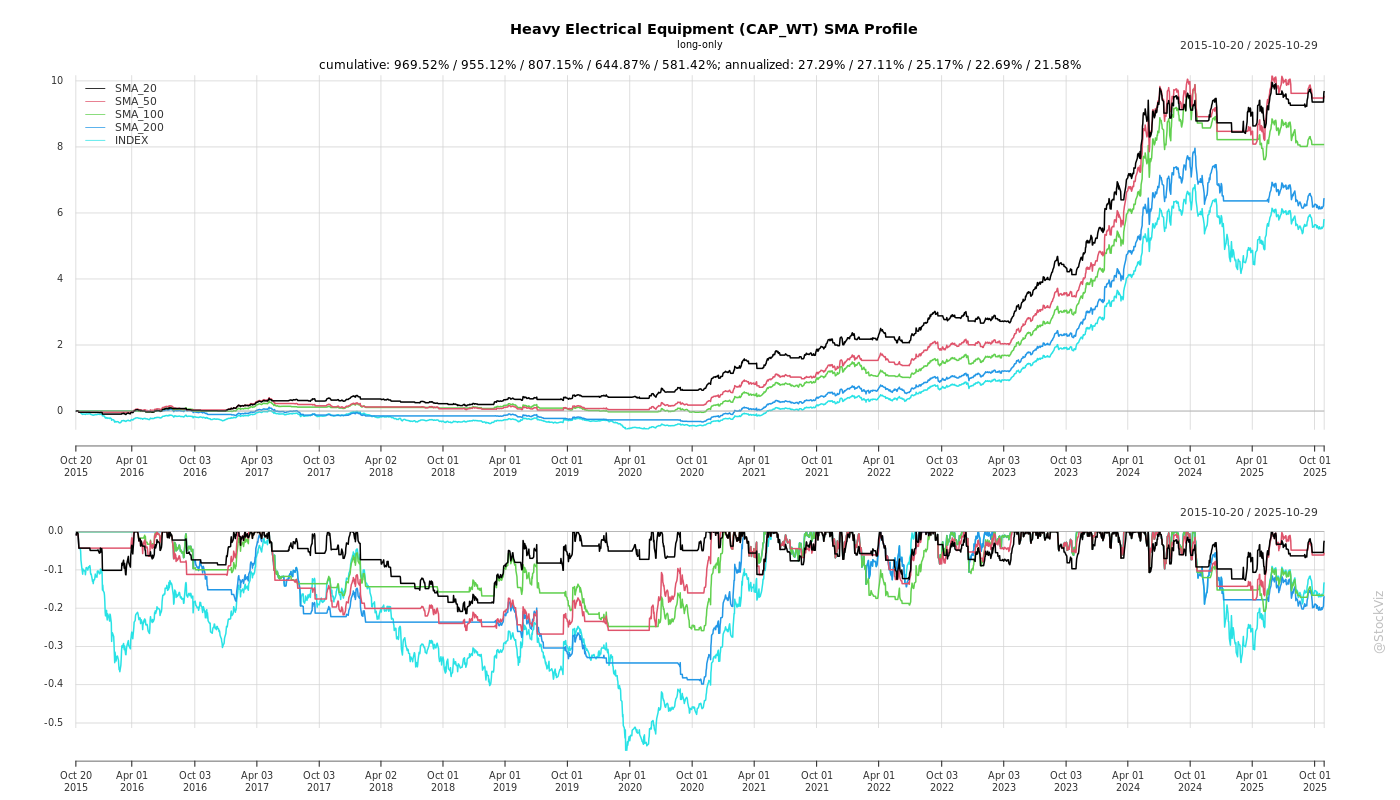 Heavy Electrical Equipment (CAP_WT) SMA Profile
long-only
2015-10-20 / 2025-10-29
cumulative: 969.52% / 955.12% / 807.15% / 644.87% / 581.42%; annualized: 27.29% / 27.11% / 25.17% / 22.69% / 21.58%
SMA_20
SMA_50
SMA_100
SMA_200
INDEX
10
8
6
4
2
0
Oct 20 Apr 01 Oct 03 Apr 03 Oct 03 Apr 02 Oct 01 Apr 01 Oct 01 Apr 01 Oct 01 Apr 01 Oct 01 Apr 01 Oct 03 Apr 03 Oct 03 Apr 01 Oct 01 Apr 01 Oct 01
2015 2016 2016 2017 2017 2018 2018 2019 2019 2020 2020 2021 2021 2022 2022 2023 2023 2024 2024 2025 2025
2015-10-20 / 2025-10-29
0.0
-0.1
-0.2
-0.3
-0.4
-0.5
Oct 20 Apr 01 Oct 03 Apr 03 Oct 03 Apr 02 Oct 01 Apr 01 Oct 01 Apr 01 Oct 01 Apr 01 Oct 01 Apr 01 Oct 03 Apr 03 Oct 03 Apr 01 Oct 01 Apr 01 Oct 01
2015 2016 2016 2017 2017 2018 2018 2019 2019 2020 2020 2021 2021 2022 2022 2023 2023 2024 2024 2025 2025
@StockViz